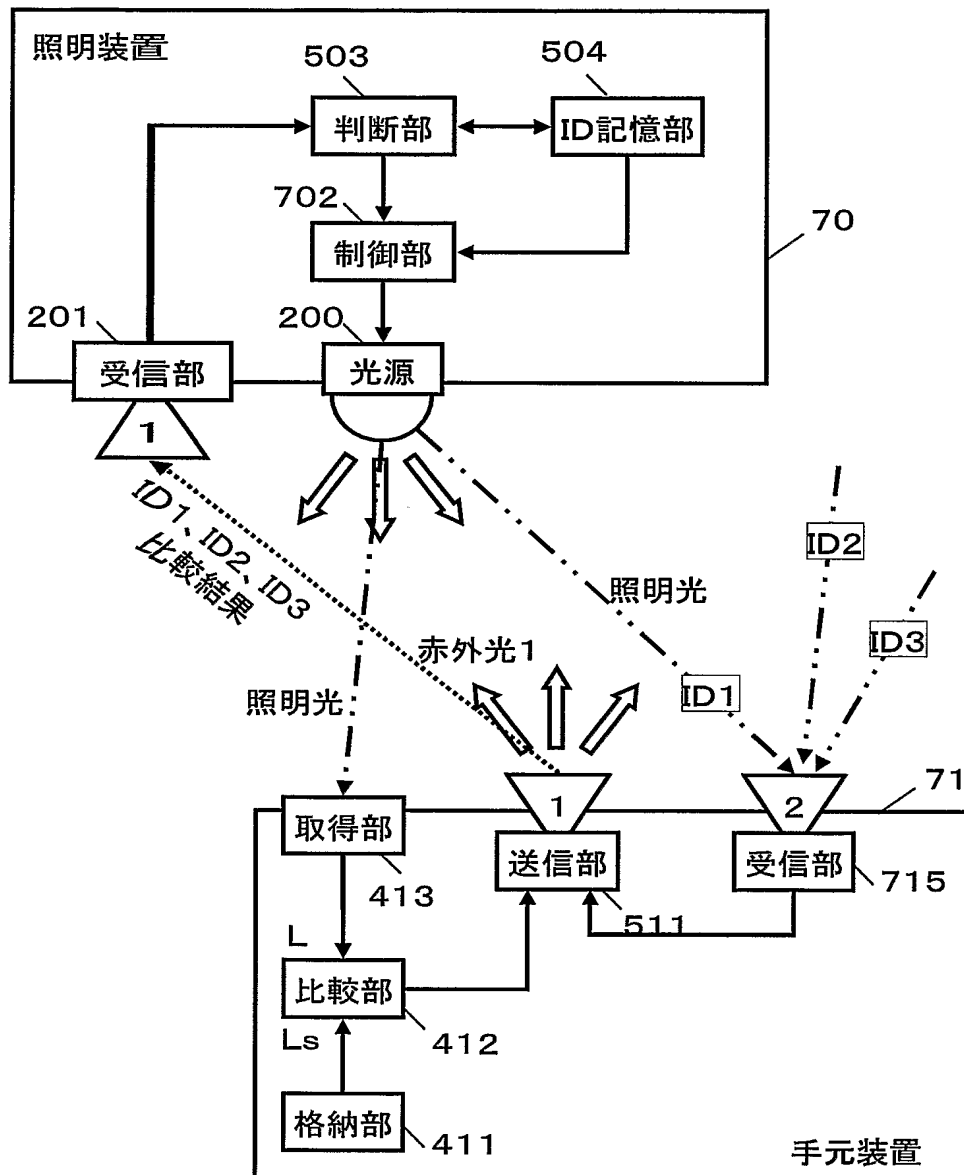 照明装置
503
504
判断部
ID記憶部
702
制御部
70
201
200
受信部
光源
1
ID1、ID2、ID3
比較結果
ID2
照明光
ID3
赤外光1
照明光
ID1
71
1
2
取得部
送信部
受信部
413
511
715
L
比較部
412
Ls
格納部
411
手元装置